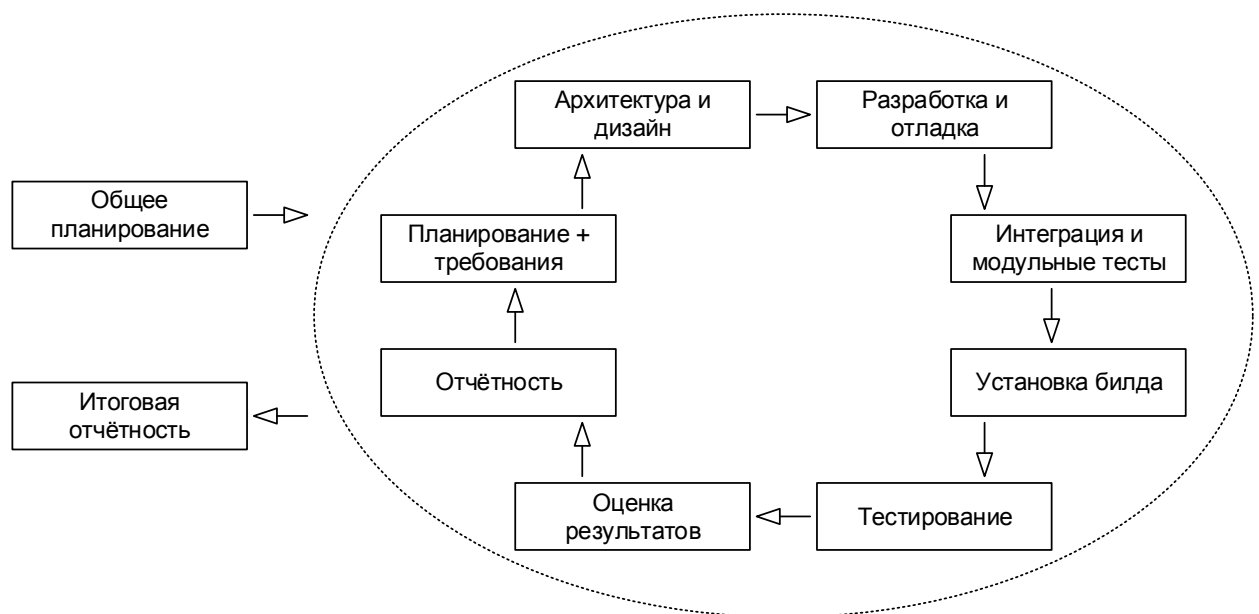 Архитектура и
дизайн
Разработка и
отладка
Общее
планирование
Планирование +
требования
Интеграция и
модульные тесты
Отчётность
Установка билда
Итоговая
отчётность
Оценка
результатов
Тестирование